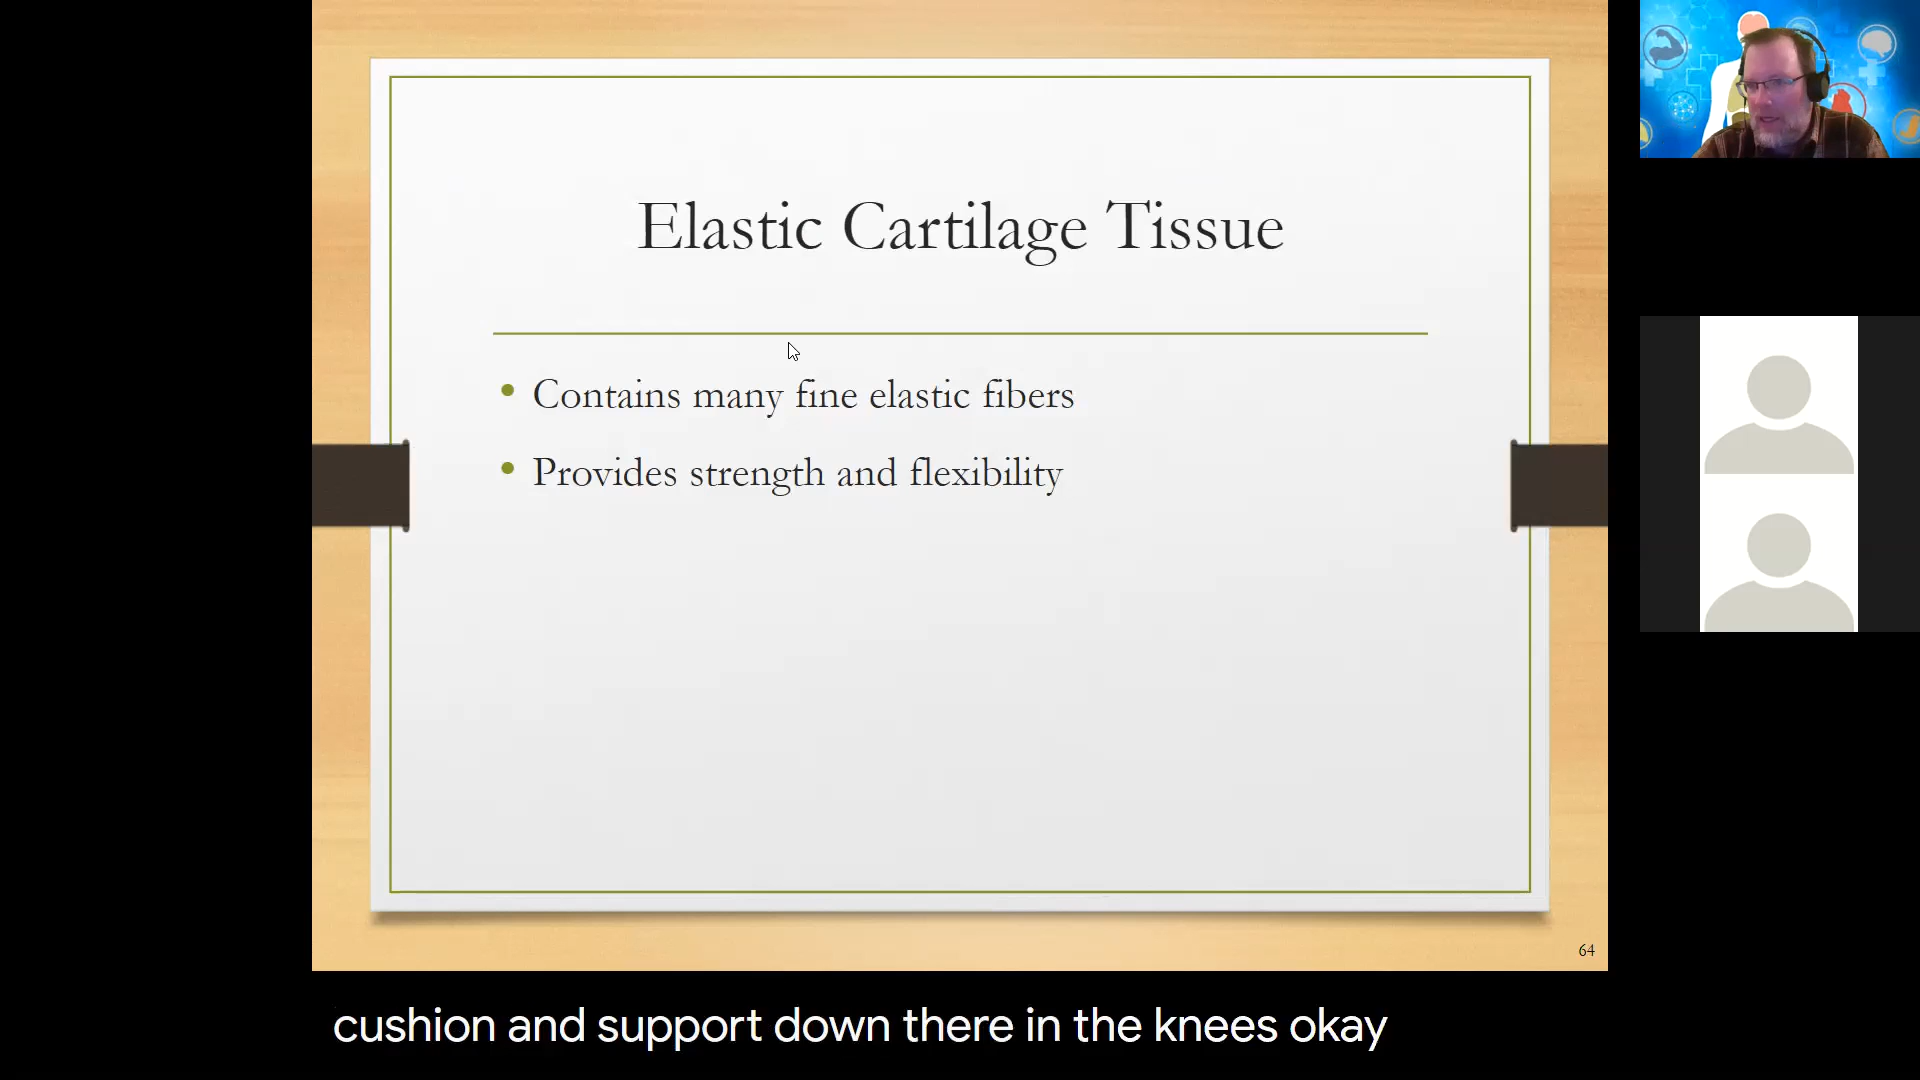 Elastic Cartilage Tissue
• Contains many fine elastic fibers
• Provides strength and flexibility
64
cushion and support down there in the knees okay